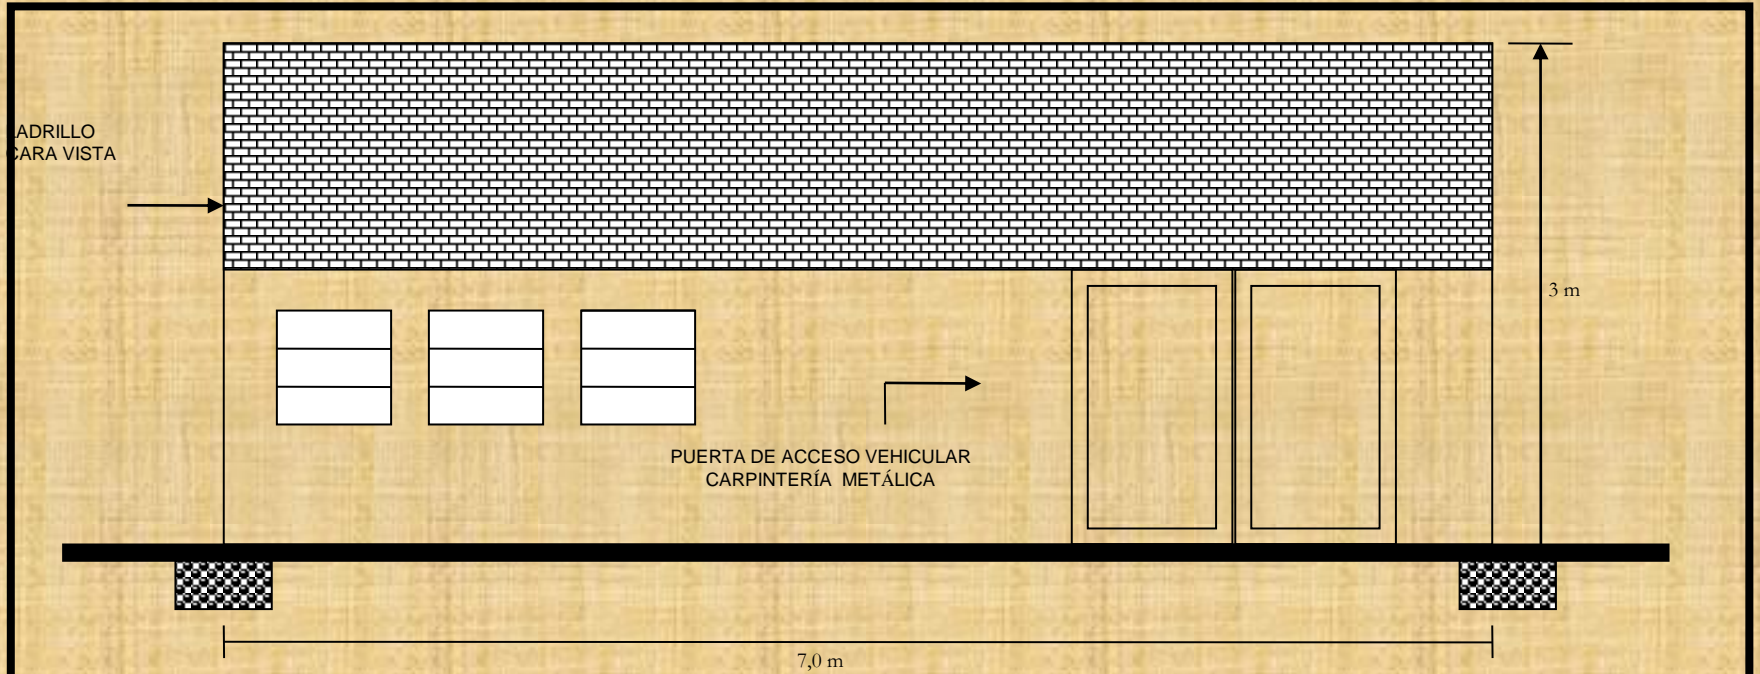 ADRILLO
CARA VISTA
3 m
PUERTA DE ACCESO VEHICULAR
CARPINTERÍA METÁLICA
7,0 m